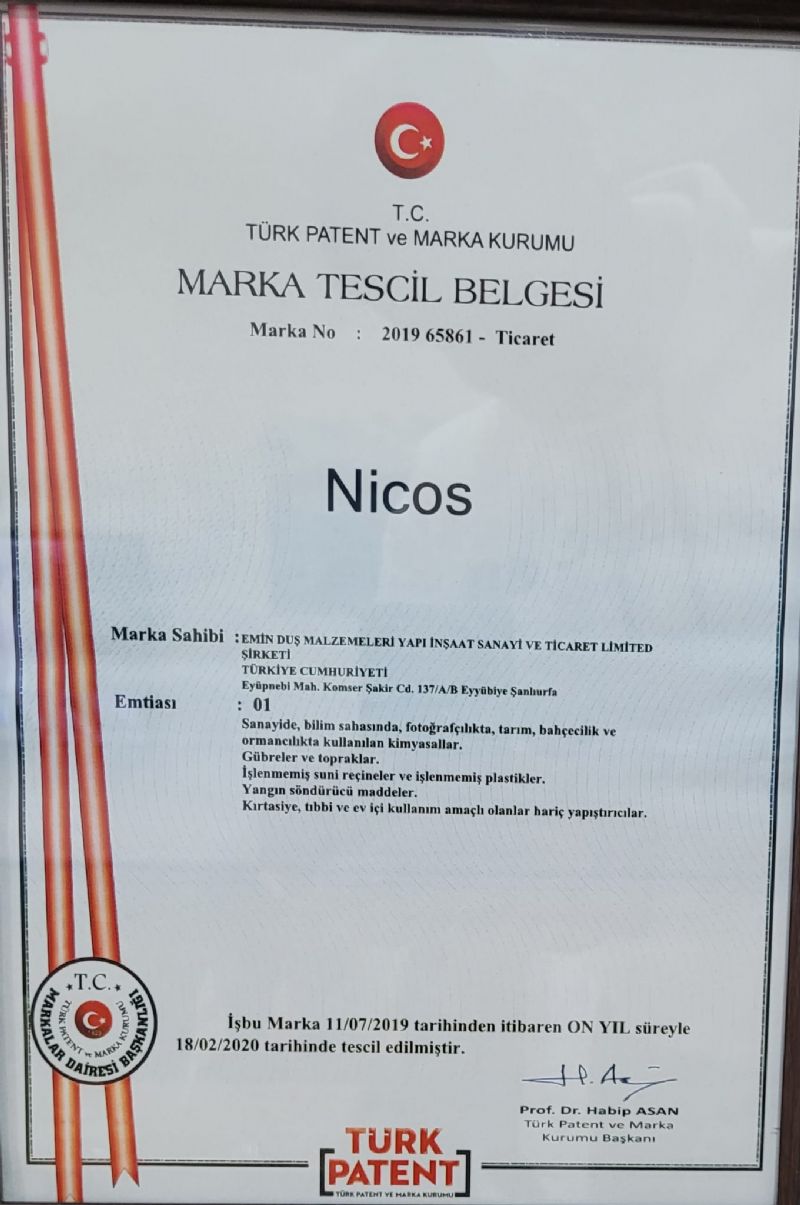 T.C.
TÜRK PATENT ve MARKA KURUMU
MARKA TESCİL BELGESİ
Marka No : 2019 65861 - Ticaret
Nicos
Marka Sahibi : EMİN DUŞ MALZEMELERİ YAPI İNŞAAT SANAYİ VE TİCARET LIMITED
ŞİRKETİ
TÜRKİYE CUMHURİYETİ
Eyüpnebi Mah. Komser Şakir Cd. 137/A/B Eyyübiye Şanlıurfa
Emtiası : 01
Sanayide, bilim sahasında, fotoğrafçılıkta, tarım, bahçecilik ve
ormancılıkta kullanılan kimyasallar.
Gübreler ve topraklar.
İşlenmemiş suni reçineler ve işlenmemiş plastikler.
Yangın söndürücü maddeler.
Kırtasiye, tıbbi ve ev içi kullanım amaçlı olanlar hariç yapıştırıcılar.
T.C.
TÜRK PATENT ve MARKA KURUMU
MARKALAR DAİRESİ BAŞKANLIĞI
İşbu Marka 11/07/2019 tarihinden itibaren ON YIL süreyle
18/02/2020 tarihinde tescil edilmiştir.
Prof. Dr. Habip ASAN
Türk Patent ve Marka
Kurumu Başkanı
TÜRK
PATENT
TÜRK PATENT VE MARKA KURUMU